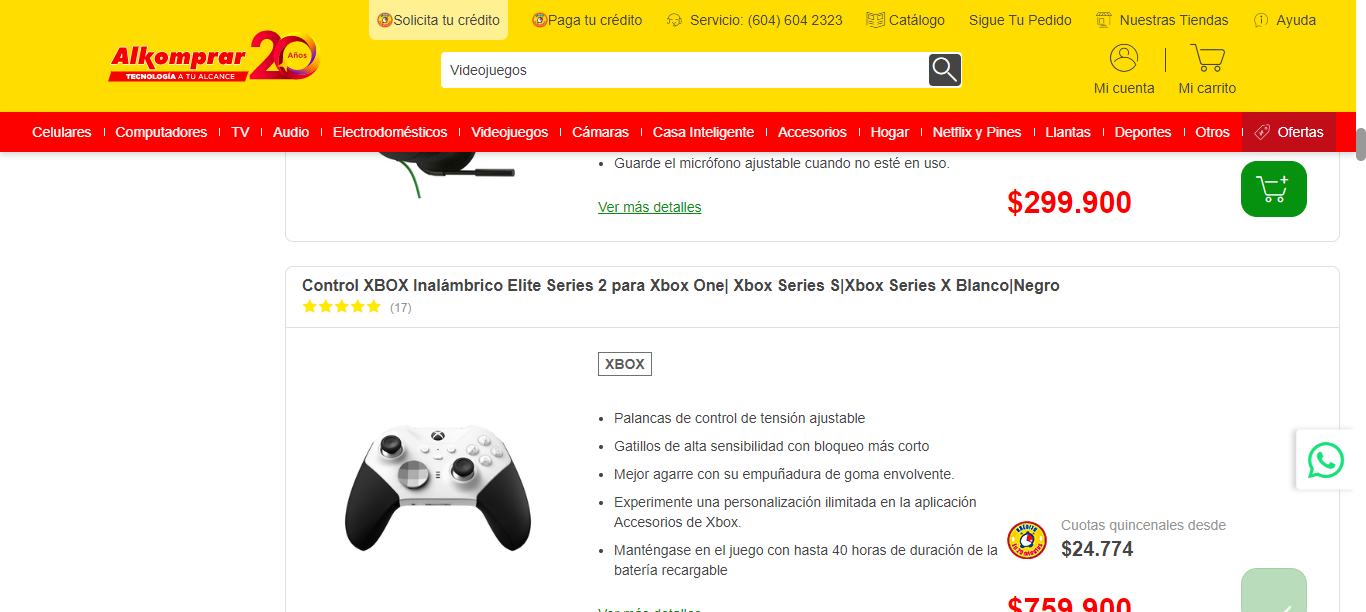 Solicita tu crédito
Paga tu crédito
Servicio: (604) 604 2323
Catálogo
Sigue Tu Pedido
Nuestras Tiendas
Ayuda
Alkomprar 20 Años
TECNOLOGÍA A TU ALCANCE
Videojuegos
Mi cuenta
Mi carrito
Celulares
Computadores
TV
Audio
Electrodomésticos
Videojuegos
Cámaras
Casa Inteligente
Accesorios
Hogar
Netflix y Pines
Llantas
Deportes
Otros
Ofertas
Guarde el micrófono ajustable cuando no esté en uso.
Ver más detalles
$299.900
Control XBOX Inalámbrico Elite Series 2 para Xbox One| Xbox Series S|Xbox Series X Blanco|Negro
(17)
XBOX
Palancas de control de tensión ajustable
Gatillos de alta sensibilidad con bloqueo más corto
Mejor agarre con su empuñadura de goma envolvente.
Experimente una personalización ilimitada en la aplicación
Accesorios de Xbox.
Manténgase en el juego con hasta 40 horas de duración de la
batería recargable
Cuotas quincenales desde
$24.774
Ver más detalles
$759.900